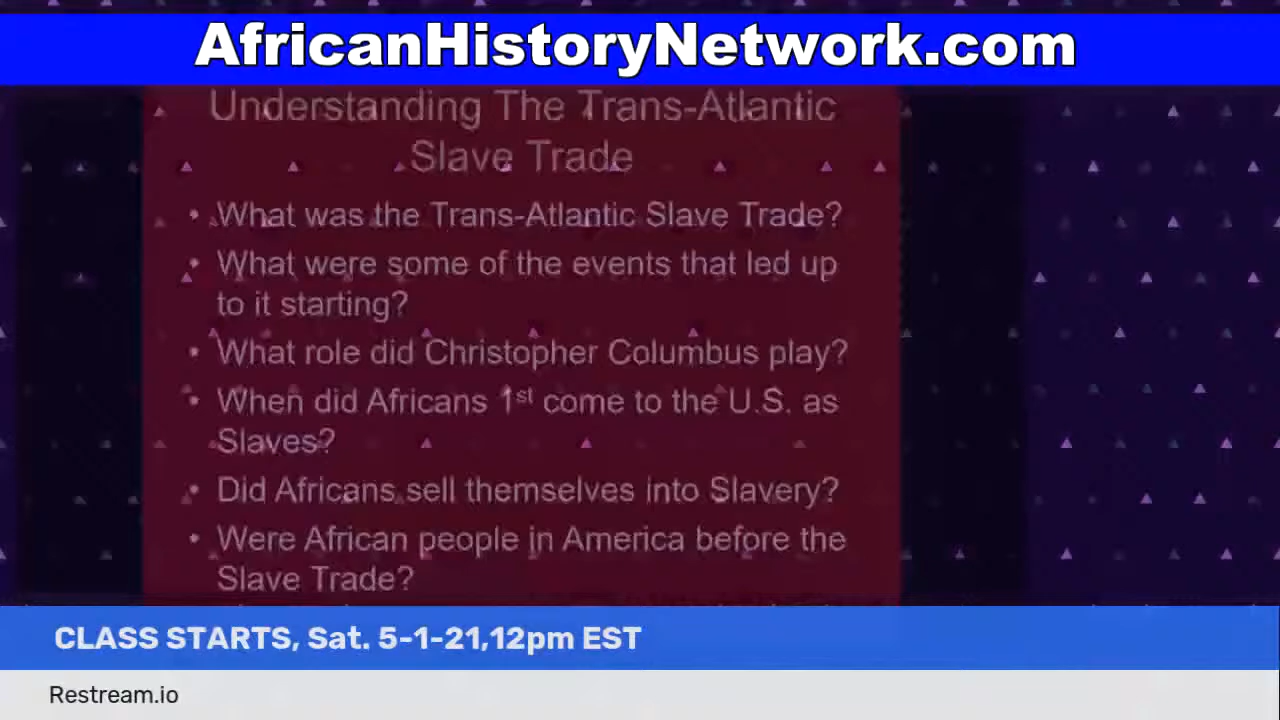 AfricanHistoryNetwork.com
Understanding The Trans-Atlantic
Slave Trade
• What was the Trans-Atlantic Slave Trade?
• What were some of the events that led up
to it starting?
• What role did Christopher Columbus play?
• When did Africans 1st come to the U.S. as
Slaves?
• Did Africans sell themselves into Slavery?
• Were African people in America before the
Slave Trade?
CLASS STARTS, Sat. 5-1-21,12pm EST
Restream.io